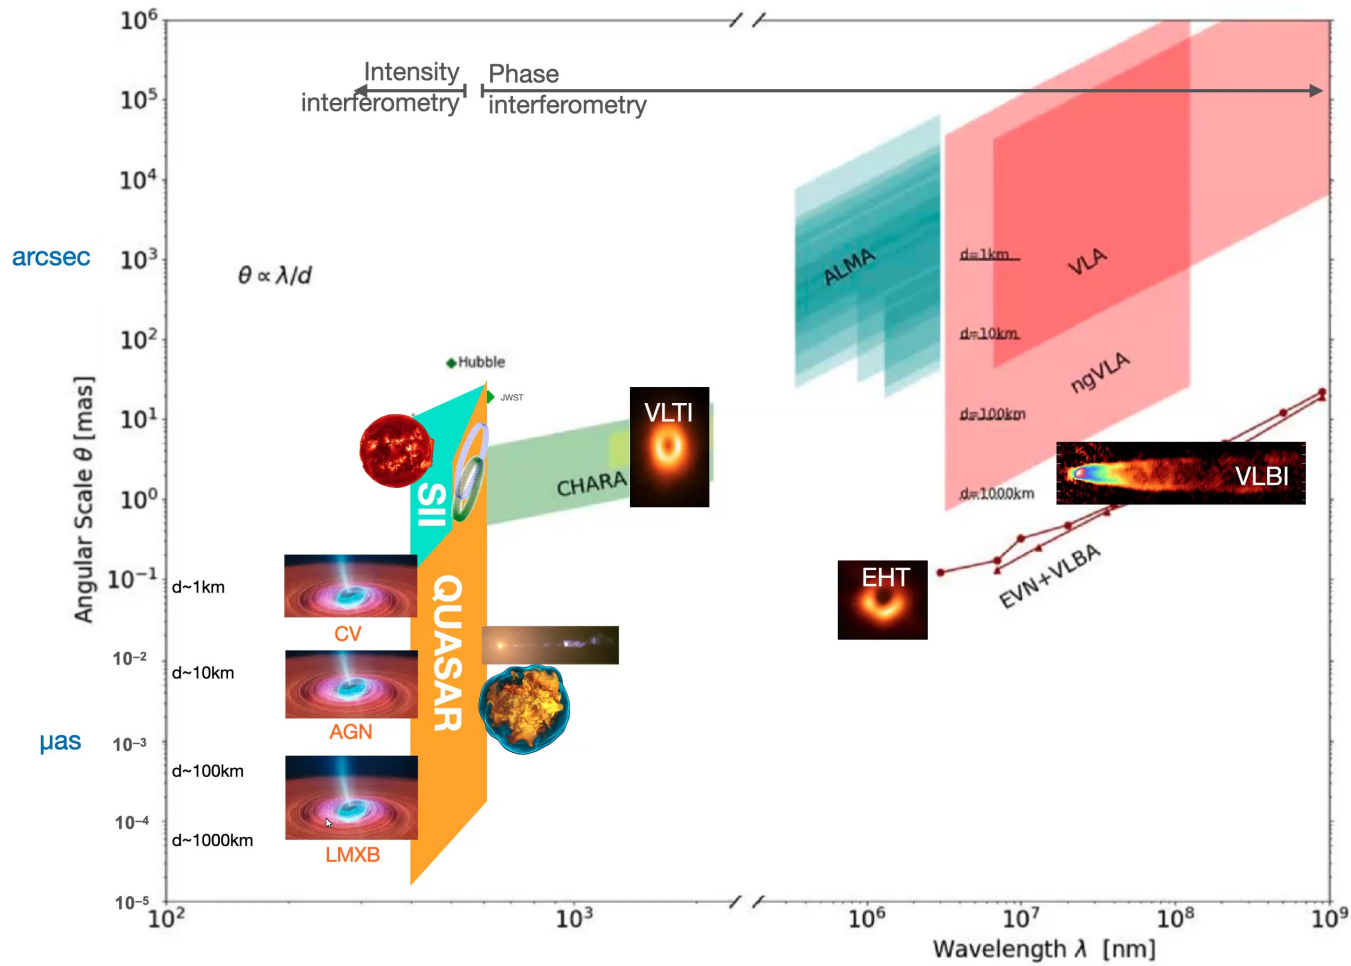 10⁶
10⁵
10⁴
10³
10²
10¹
10⁰
10⁻¹
10⁻²
10⁻³
10⁻⁴
10⁻⁵
Angular Scale θ [mas]
arcsec
μas
Intensity
interferometry
Phase
interferometry
θ ∝ λ/d
Hubble
JWST
SII
QUASAR
CHARA
VLTI
ALMA
VLA
ngVLA
d=1km
d=10km
d=100km
d=1000km
VLBI
EHT
EVN+VLBA
d~1km
CV
d~10km
AGN
d~100km
d~1000km
LMXB
10²
10³
10⁶
10⁷
10⁸
10⁹
Wavelength λ [nm]